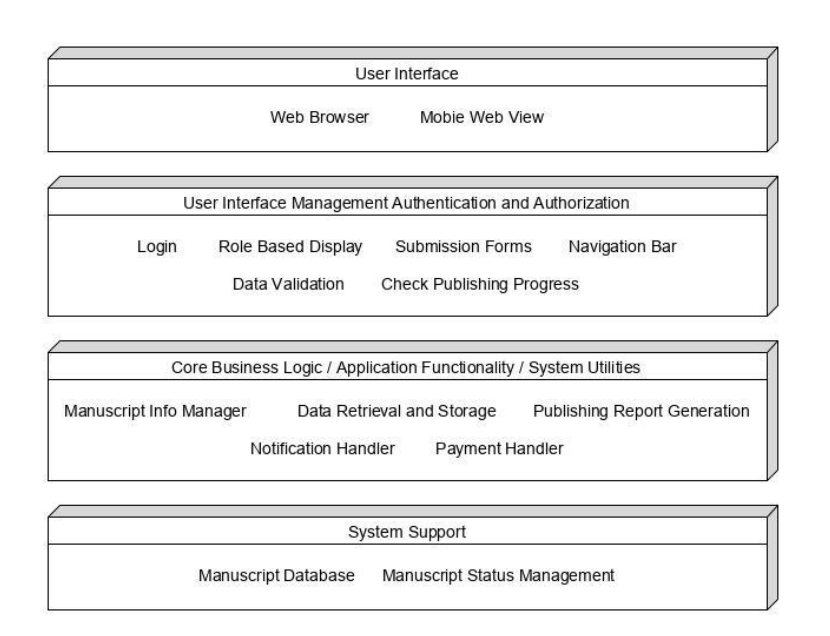 User Interface
Web Browser Mobie Web View
User Interface Management Authentication and Authorization
Login Role Based Display Submission Forms Navigation Bar
Data Validation Check Publishing Progress
Core Business Logic / Application Functionality / System Utilities
Manuscript Info Manager Data Retrieval and Storage Publishing Report Generation
Notification Handler Payment Handler
System Support
Manuscript Database Manuscript Status Management